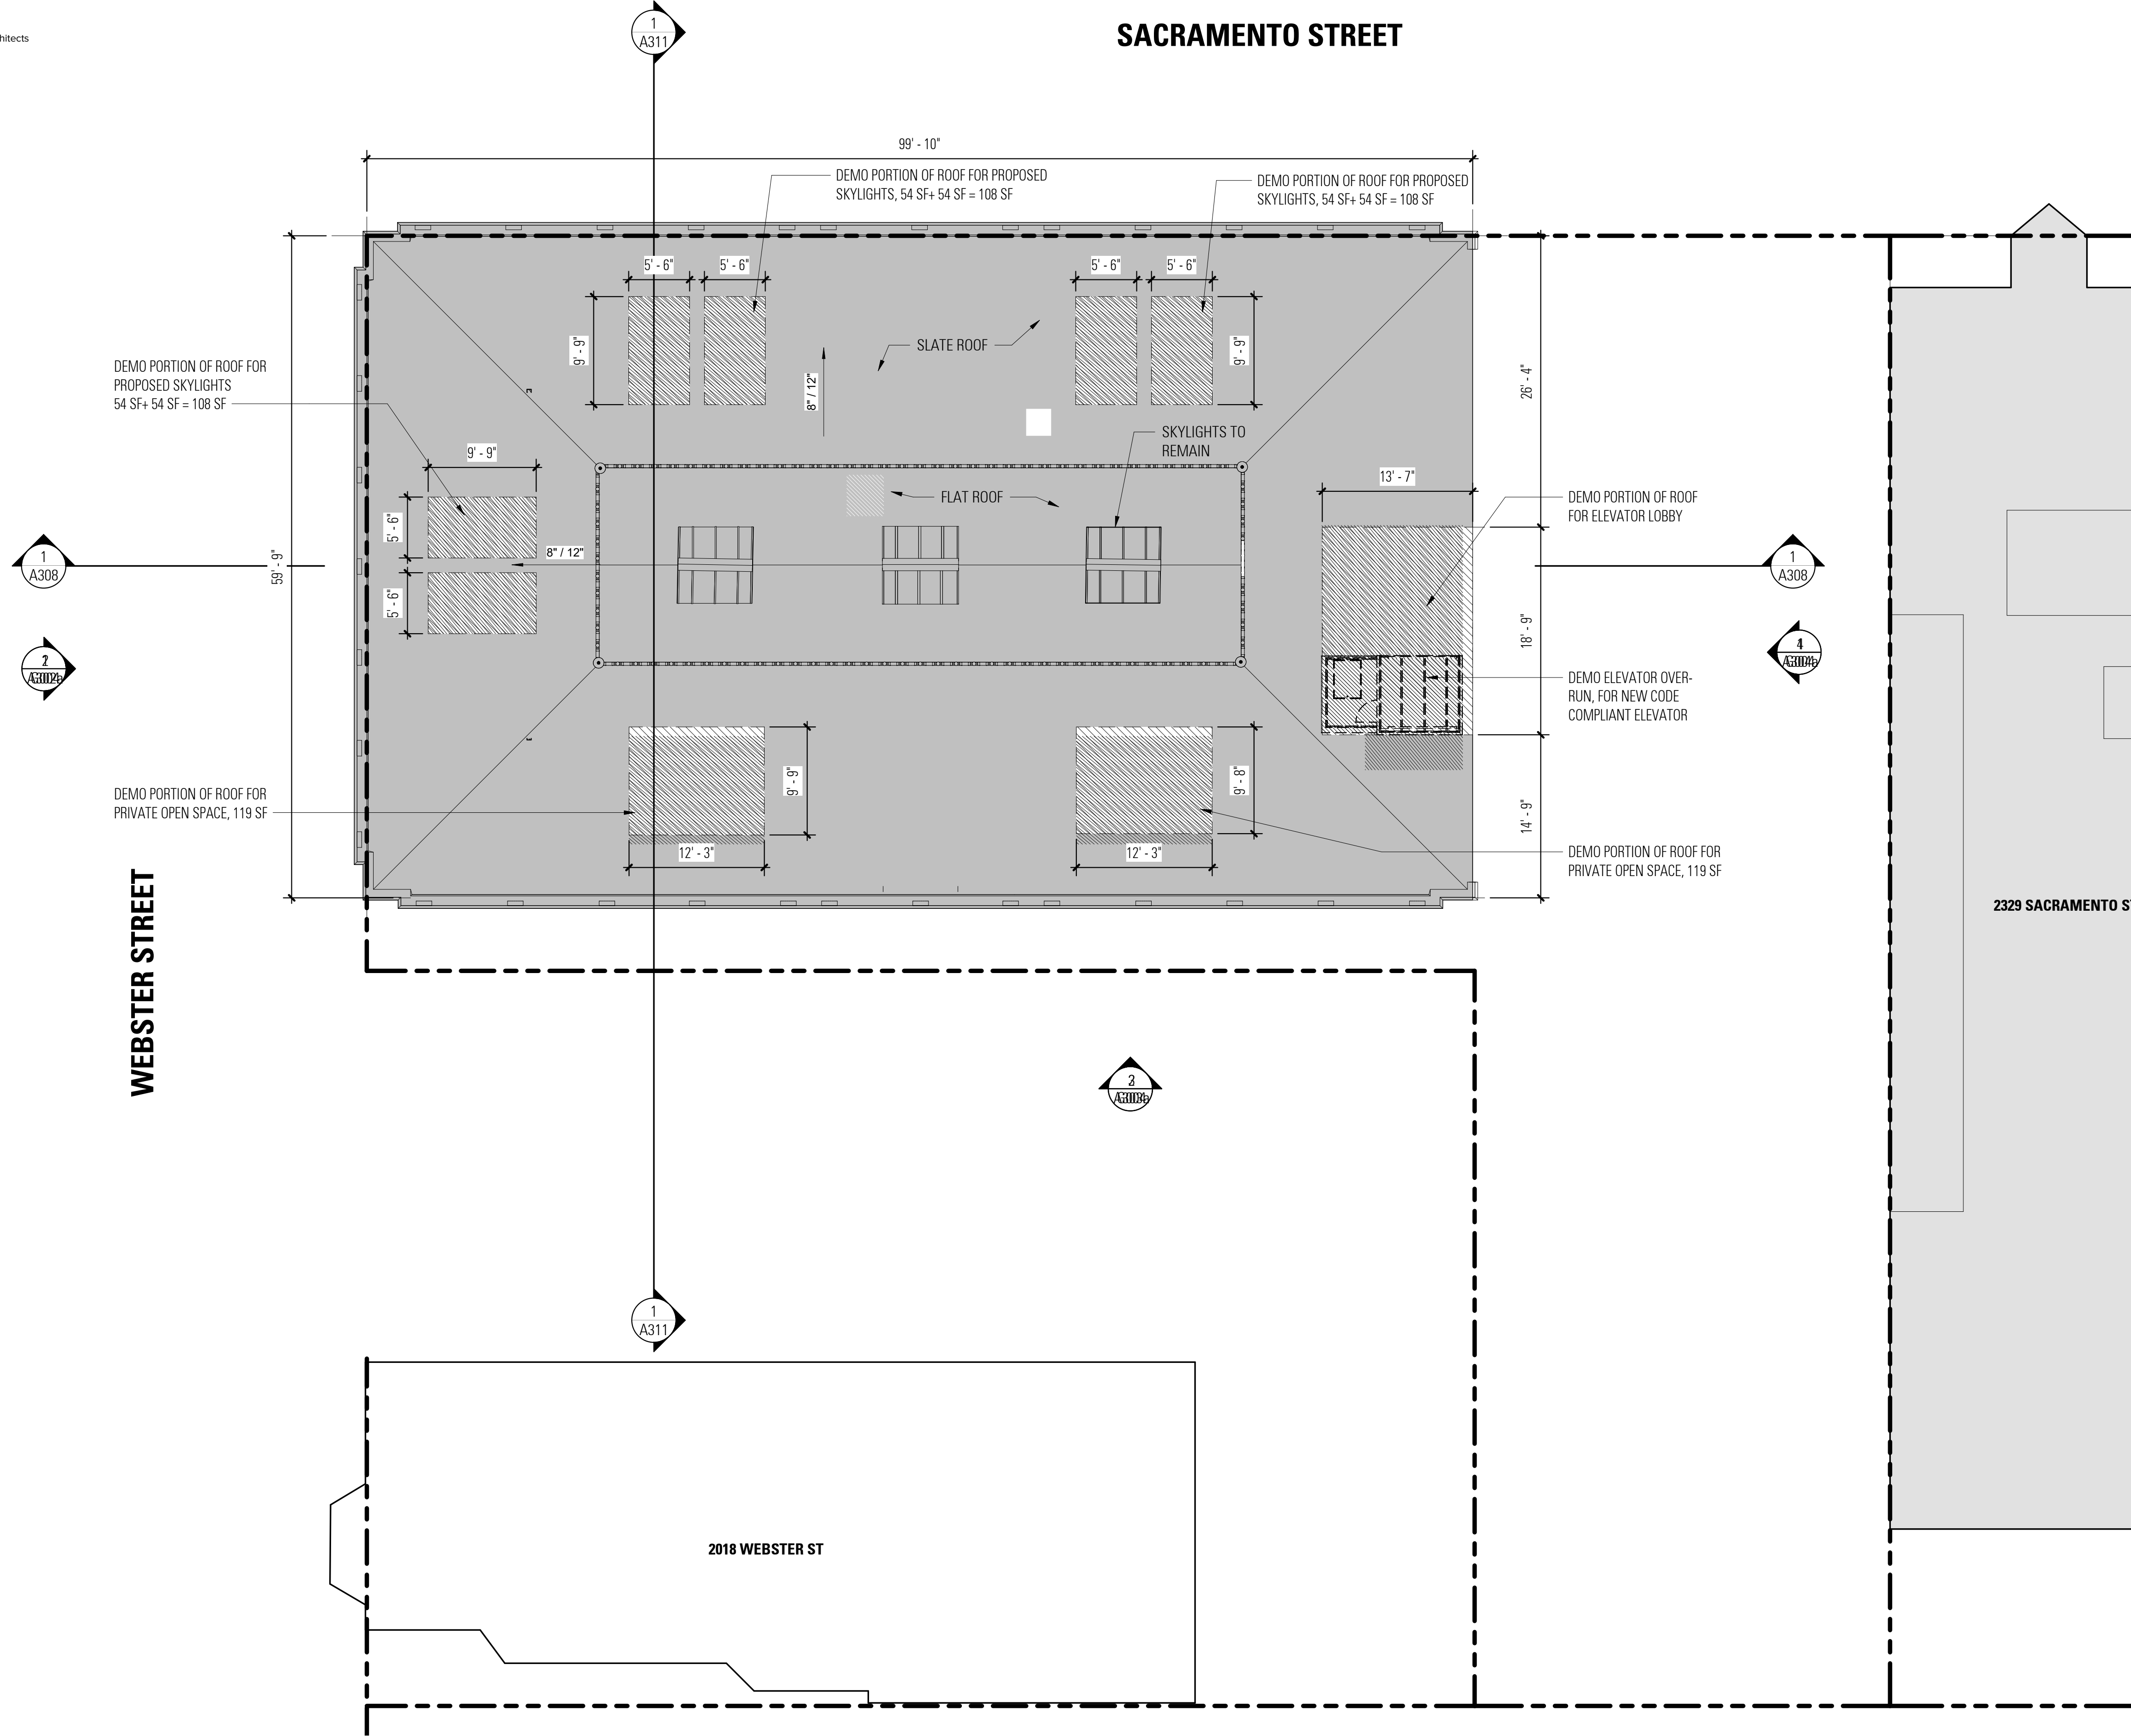 hitects
1
A311
SACRAMENTO STREET
99' - 10"
DEMO PORTION OF ROOF FOR PROPOSED
SKYLIGHTS, 54 SF+ 54 SF = 108 SF
DEMO PORTION OF ROOF FOR PROPOSED
SKYLIGHTS, 54 SF+ 54 SF = 108 SF
5' - 6"
5' - 6"
5' - 6"
5' - 6"
9' - 9"
SLATE ROOF
9' - 9"
8" / 12"
26' - 4"
DEMO PORTION OF ROOF FOR
PROPOSED SKYLIGHTS
54 SF+ 54 SF = 108 SF
SKYLIGHTS TO
REMAIN
9' - 9"
13' - 7"
FLAT ROOF
DEMO PORTION OF ROOF
FOR ELEVATOR LOBBY
5' - 6"
8" / 12"
1
A308
59' - 9"
1
A308
5' - 6"
18' - 9"
DEMO ELEVATOR OVER-
RUN, FOR NEW CODE
COMPLIANT ELEVATOR
9' - 9"
9' - 8"
DEMO PORTION OF ROOF FOR
PRIVATE OPEN SPACE, 119 SF
14' - 9"
12' - 3"
12' - 3"
DEMO PORTION OF ROOF FOR
PRIVATE OPEN SPACE, 119 SF
WEBSTER STREET
2329 SACRAMENTO S
1
A311
2018 WEBSTER ST